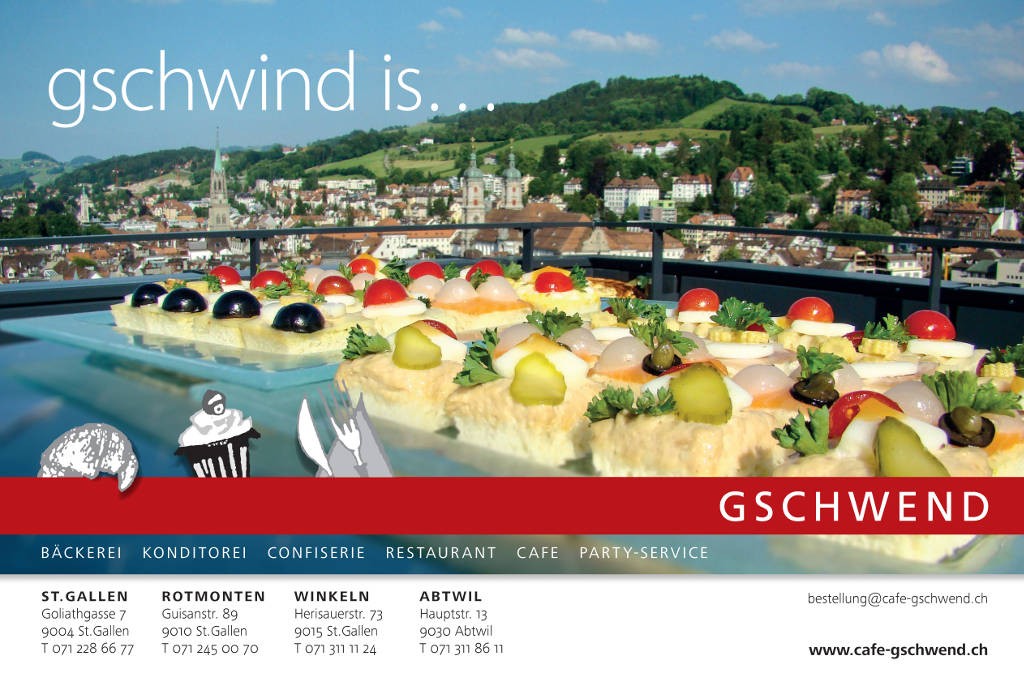 gschwind is...
GSCHWEND
BÄCKEREI KONDITOREI CONFISERIE RESTAURANT CAFE PARTY-SERVICE
ST.GALLEN
Goliathgasse 7
9004 St.Gallen
T 071 228 66 77
ROTMONTEN
Guisanstr. 89
9010 St.Gallen
T 071 245 00 70
WINKELN
Herisauerstr. 73
9015 St.Gallen
T 071 311 11 24
ABTWIL
Hauptstr. 13
9030 Abtwil
T 071 311 86 11
bestellung@cafe-gschwend.ch
www.cafe-gschwend.ch